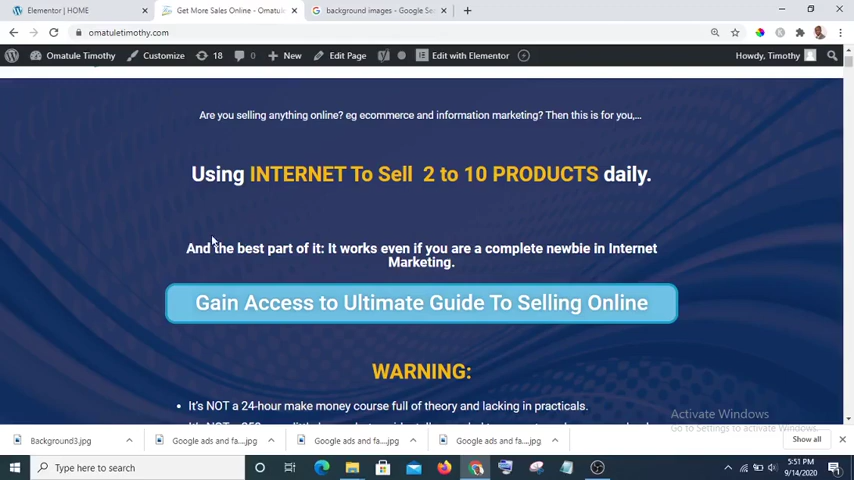 Elementor | HOME
Get More Sales Online - Omatule
background images - Google Se
omatuletimothy.com
Omatule Timothy
Customize
18
0
New
Edit Page
Edit with Elementor
Howdy, Timothy
Are you selling anything online? eg ecommerce and information marketing? Then this is for you,...
Using INTERNET To Sell 2 to 10 PRODUCTS daily.
And the best part of it: It works even if you are a complete newbie in Internet
Marketing.
Gain Access to Ultimate Guide To Selling Online
WARNING:
• It's NOT a 24-hour make money course full of theory and lacking in practicals.
Activate Windows
Go to Settings to activate Windows.
Background3.jpg
Google ads and fa....jpg
Google ads and fa....jpg
Google ads and fa....jpg
Show all
Type here to search
5:51 PM
9/14/2020